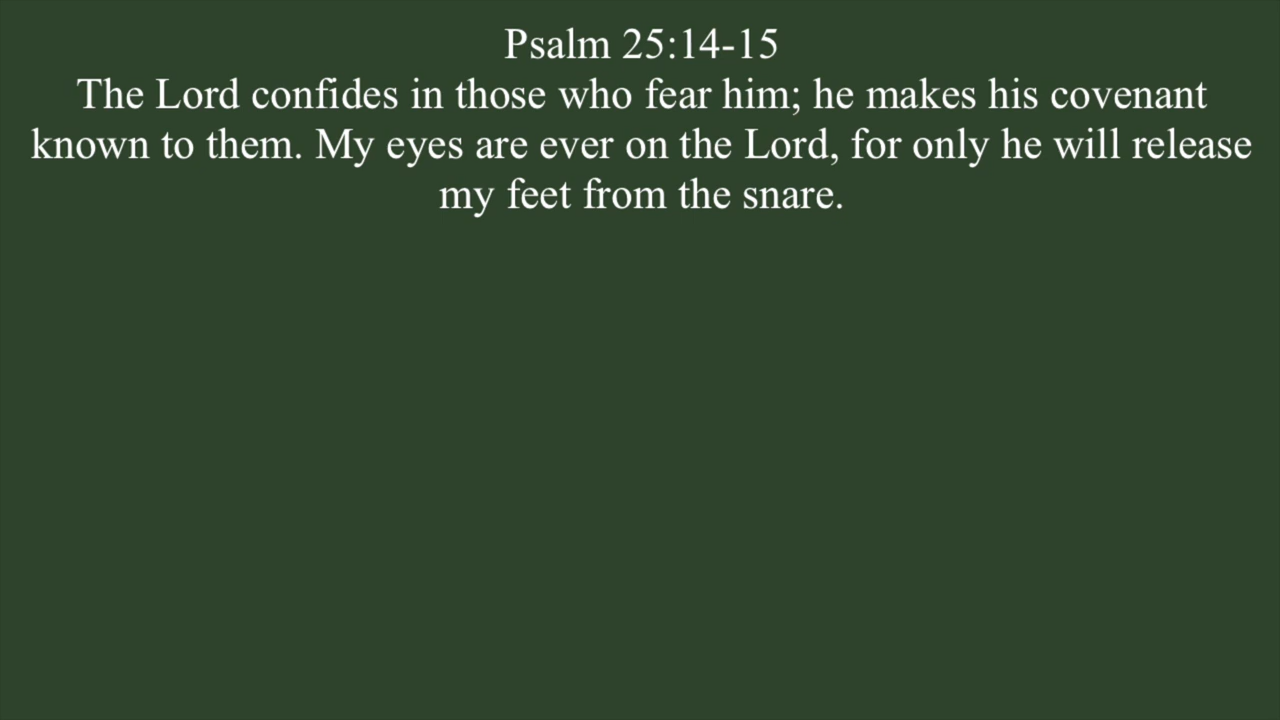 Psalm 25:14-15
The Lord confides in those who fear him; he makes his covenant
known to them. My eyes are ever on the Lord, for only he will release
my feet from the snare.